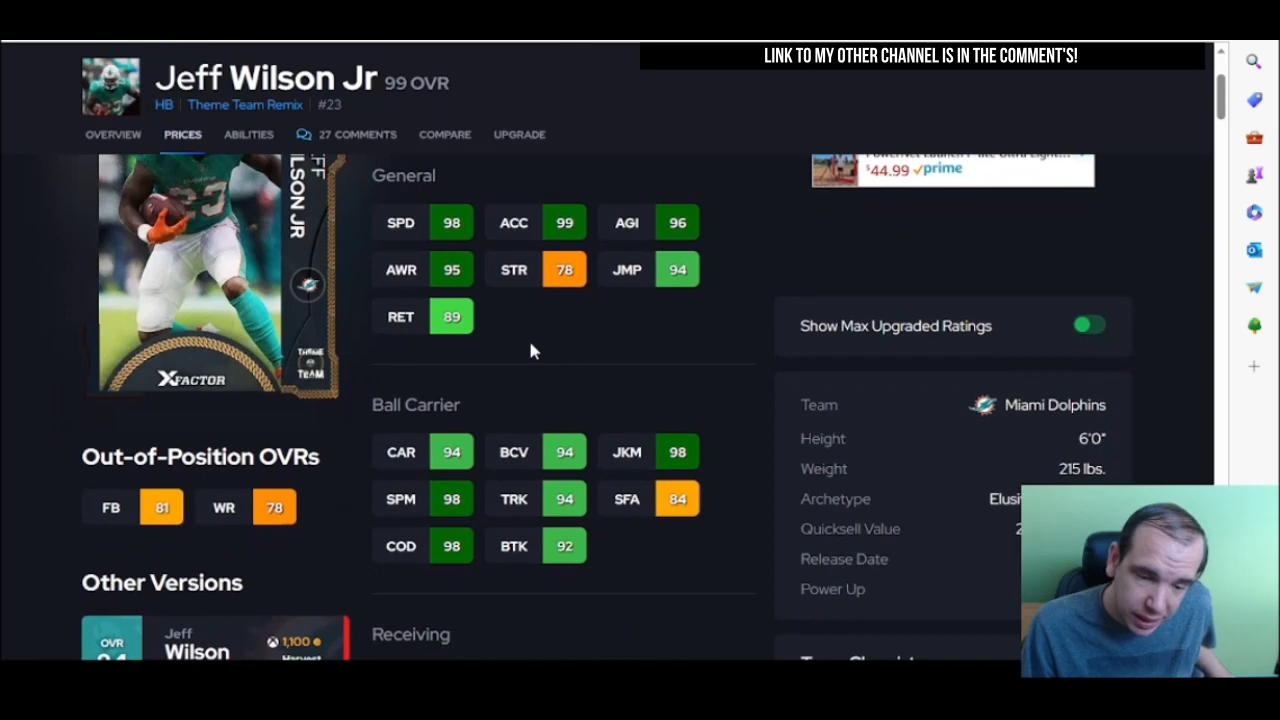 LINK TO MY OTHER CHANNEL IS IN THE COMMENT'S!
Jeff Wilson Jr 99 OVR
HB | Theme Team Remix | #23
OVERVIEW PRICES ABILITIES 27 COMMENTS COMPARE UPGRADE
ILSON JR
THEME
TEAM
XFACTOR
General
SPD 98 ACC 99 AGI 96
AWR 95 STR 78 JMP 94
RET 89
Ball Carrier
CAR 94 BCV 94 JKM 98
SPM 98 TRK 94 SFA 84
COD 98 BTK 92
Receiving
Out-of-Position OVRs
FB 81 WR 78
Other Versions
OVR
Jeff
Wilson
1,100
$44.99 prime
Show Max Upgraded Ratings
Team Miami Dolphins
Height 6'0"
Weight 215 lbs.
Archetype
Quicksell Value
Release Date
Power Up